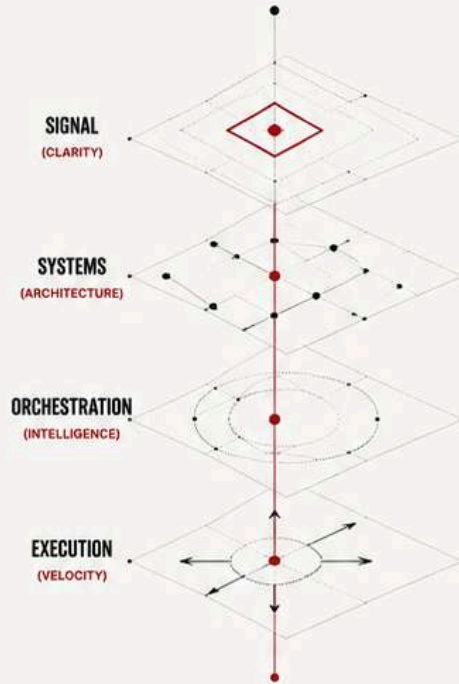 SIGNAL
(CLARITY)
SYSTEMS
(ARCHITECTURE)
ORCHESTRATION
(INTELLIGENCE)
EXECUTION
(VELOCITY)